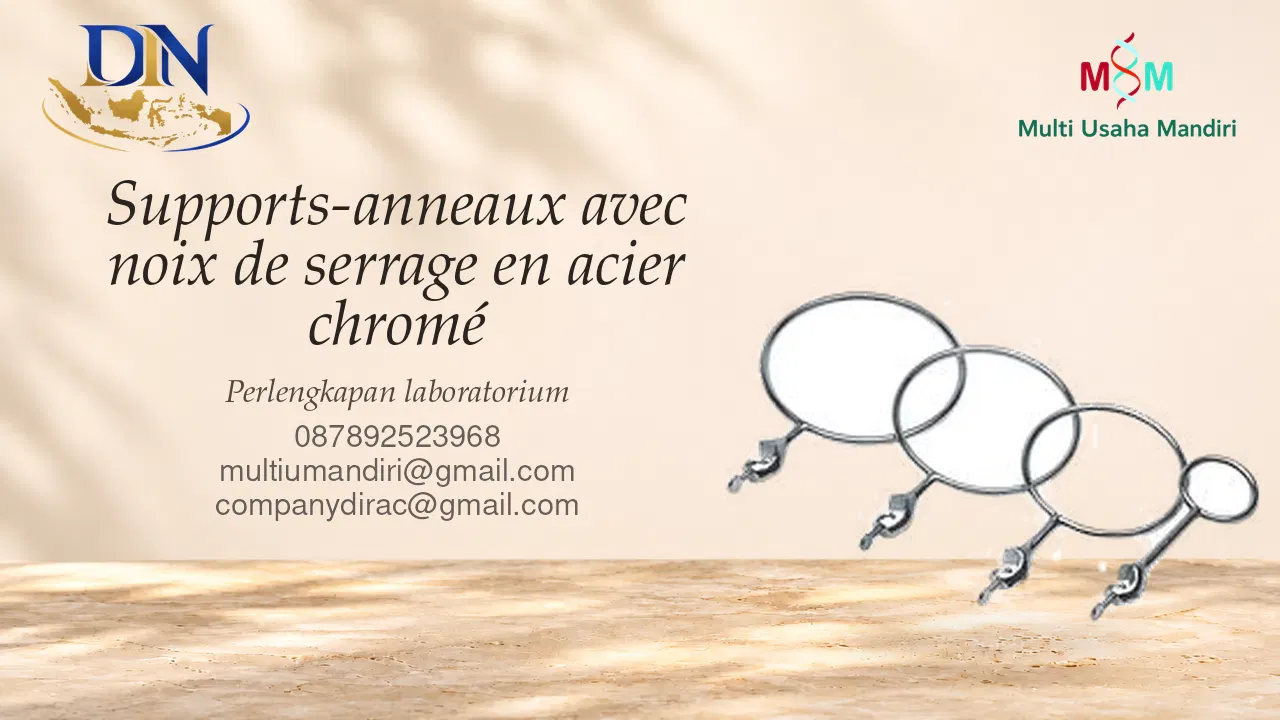 DIN
M M
Multi Usaha Mandiri
Supports-anneaux avec
noix de serrage en acier
chromé
Perlengkapan laboratorium
087892523968
multiumandiri@gmail.com
companydirac@gmail.com